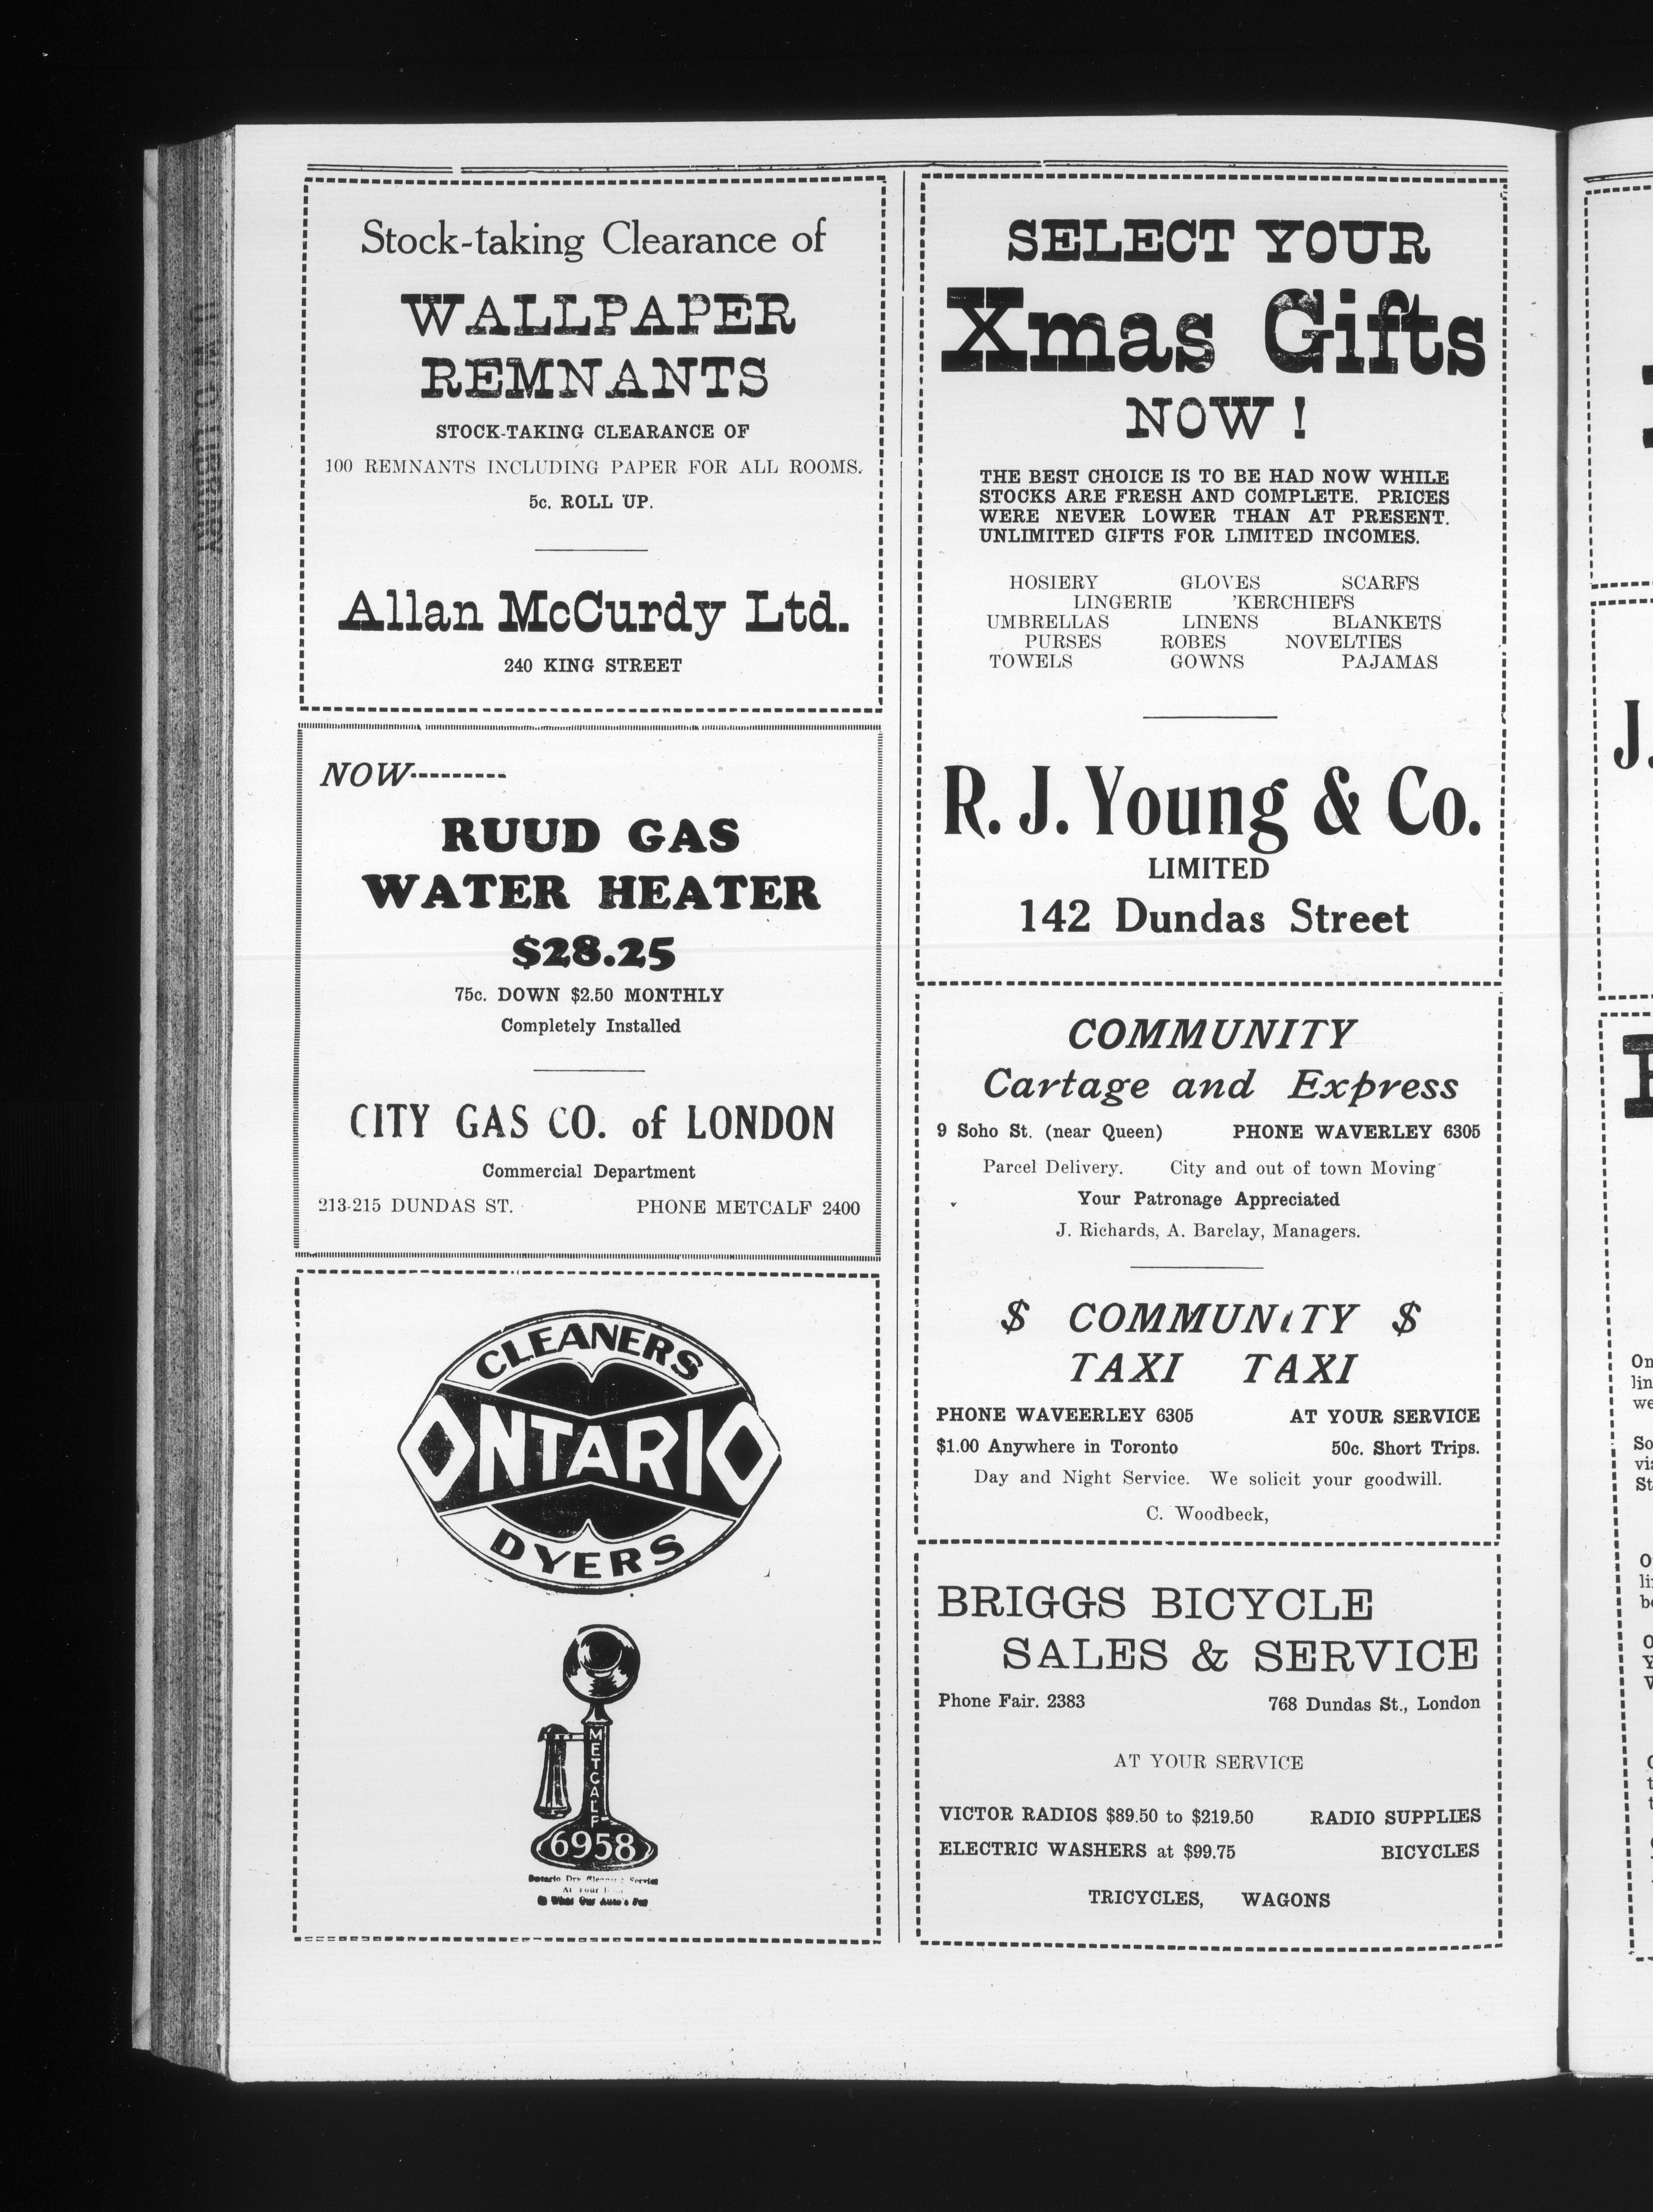 Stock-taking Clearance of
WALLPAPER
REMNANTS
STOCK-TAKING CLEARANCE OF
100 REMNANTS INCLUDING PAPER FOR ALL ROOMS.
5c. ROLL UP.
Allan McCurdy Ltd.
240 KING STREET
NOW---------
RUUD GAS
WATER HEATER
$28.25
75c. DOWN $2.50 MONTHLY
Completely Installed
CITY GAS CO. of LONDON
Commercial Department
213-215 DUNDAS ST. PHONE METCALF 2400
CLEANERS
ONTARIO
DYERS
METCALF
6958
Ontario Dry Cleaning Service
At Your
What Our Auto's For
SELECT YOUR
Xmas Gifts
NOW !
THE BEST CHOICE IS TO BE HAD NOW WHILE
STOCKS ARE FRESH AND COMPLETE. PRICES
WERE NEVER LOWER THAN AT PRESENT.
UNLIMITED GIFTS FOR LIMITED INCOMES.
HOSIERY GLOVES SCARFS
LINGERIE 'KERCHIEFS
UMBRELLAS LINENS BLANKETS
PURSES ROBES NOVELTIES
TOWELS GOWNS PAJAMAS
R. J. Young & Co.
LIMITED
142 Dundas Street
COMMUNITY
Cartage and Express
9 Soho St. (near Queen) PHONE WAVERLEY 6305
Parcel Delivery. City and out of town Moving
Your Patronage Appreciated
J. Richards, A. Barclay, Managers.
$ COMMUNITY $
TAXI TAXI
PHONE WAVEERLEY 6305 AT YOUR SERVICE
$1.00 Anywhere in Toronto 50c. Short Trips.
Day and Night Service. We solicit your goodwill.
C. Woodbeck,
BRIGGS BICYCLE
SALES & SERVICE
Phone Fair. 2383 768 Dundas St., London
AT YOUR SERVICE
VICTOR RADIOS $89.50 to $219.50 RADIO SUPPLIES
ELECTRIC WASHERS at $99.75 BICYCLES
TRICYCLES, WAGONS